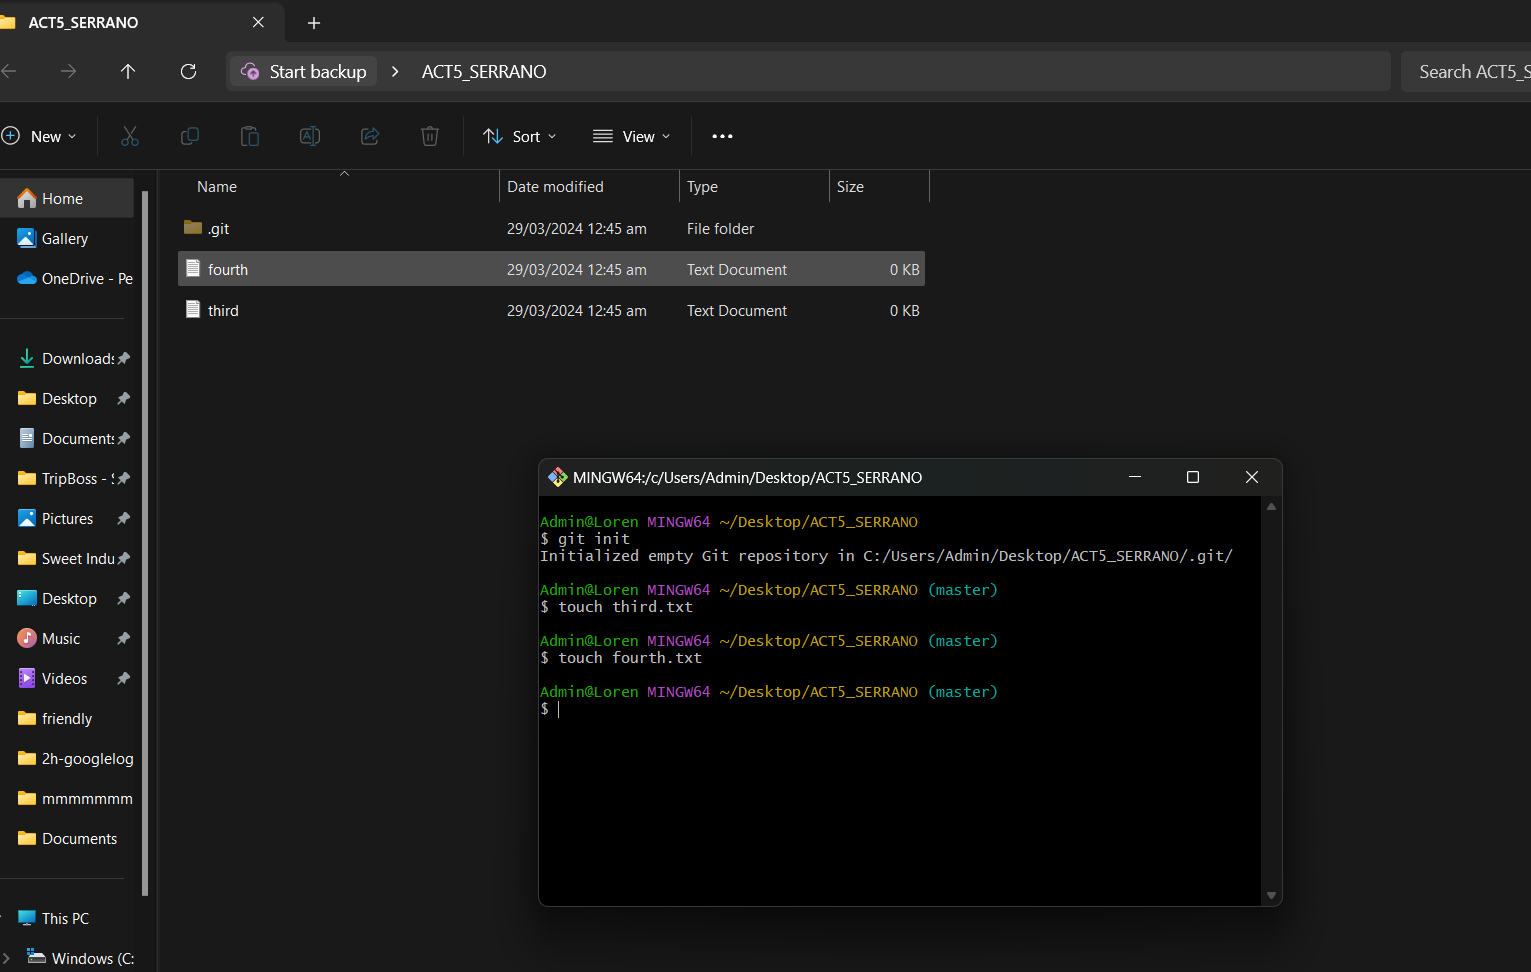 ACT5_SERRANO
Start backup > ACT5_SERRANO
Search ACT5_S
New
Sort
View
Name Date modified Type Size
.git 29/03/2024 12:45 am File folder
fourth 29/03/2024 12:45 am Text Document 0 KB
third 29/03/2024 12:45 am Text Document 0 KB
Home
Gallery
OneDrive - Pe
Downloads
Desktop
Documents
TripBoss - S
Pictures
Sweet Indu
Desktop
Music
Videos
friendly
2h-googlelog
mmmmmmm
Documents
This PC
Windows (C:
MINGW64:/c/Users/Admin/Desktop/ACT5_SERRANO
Admin@Loren MINGW64 ~/Desktop/ACT5_SERRANO
$ git init
Initialized empty Git repository in C:/Users/Admin/Desktop/ACT5_SERRANO/.git/
Admin@Loren MINGW64 ~/Desktop/ACT5_SERRANO (master)
$ touch third.txt
Admin@Loren MINGW64 ~/Desktop/ACT5_SERRANO (master)
$ touch fourth.txt
Admin@Loren MINGW64 ~/Desktop/ACT5_SERRANO (master)
$